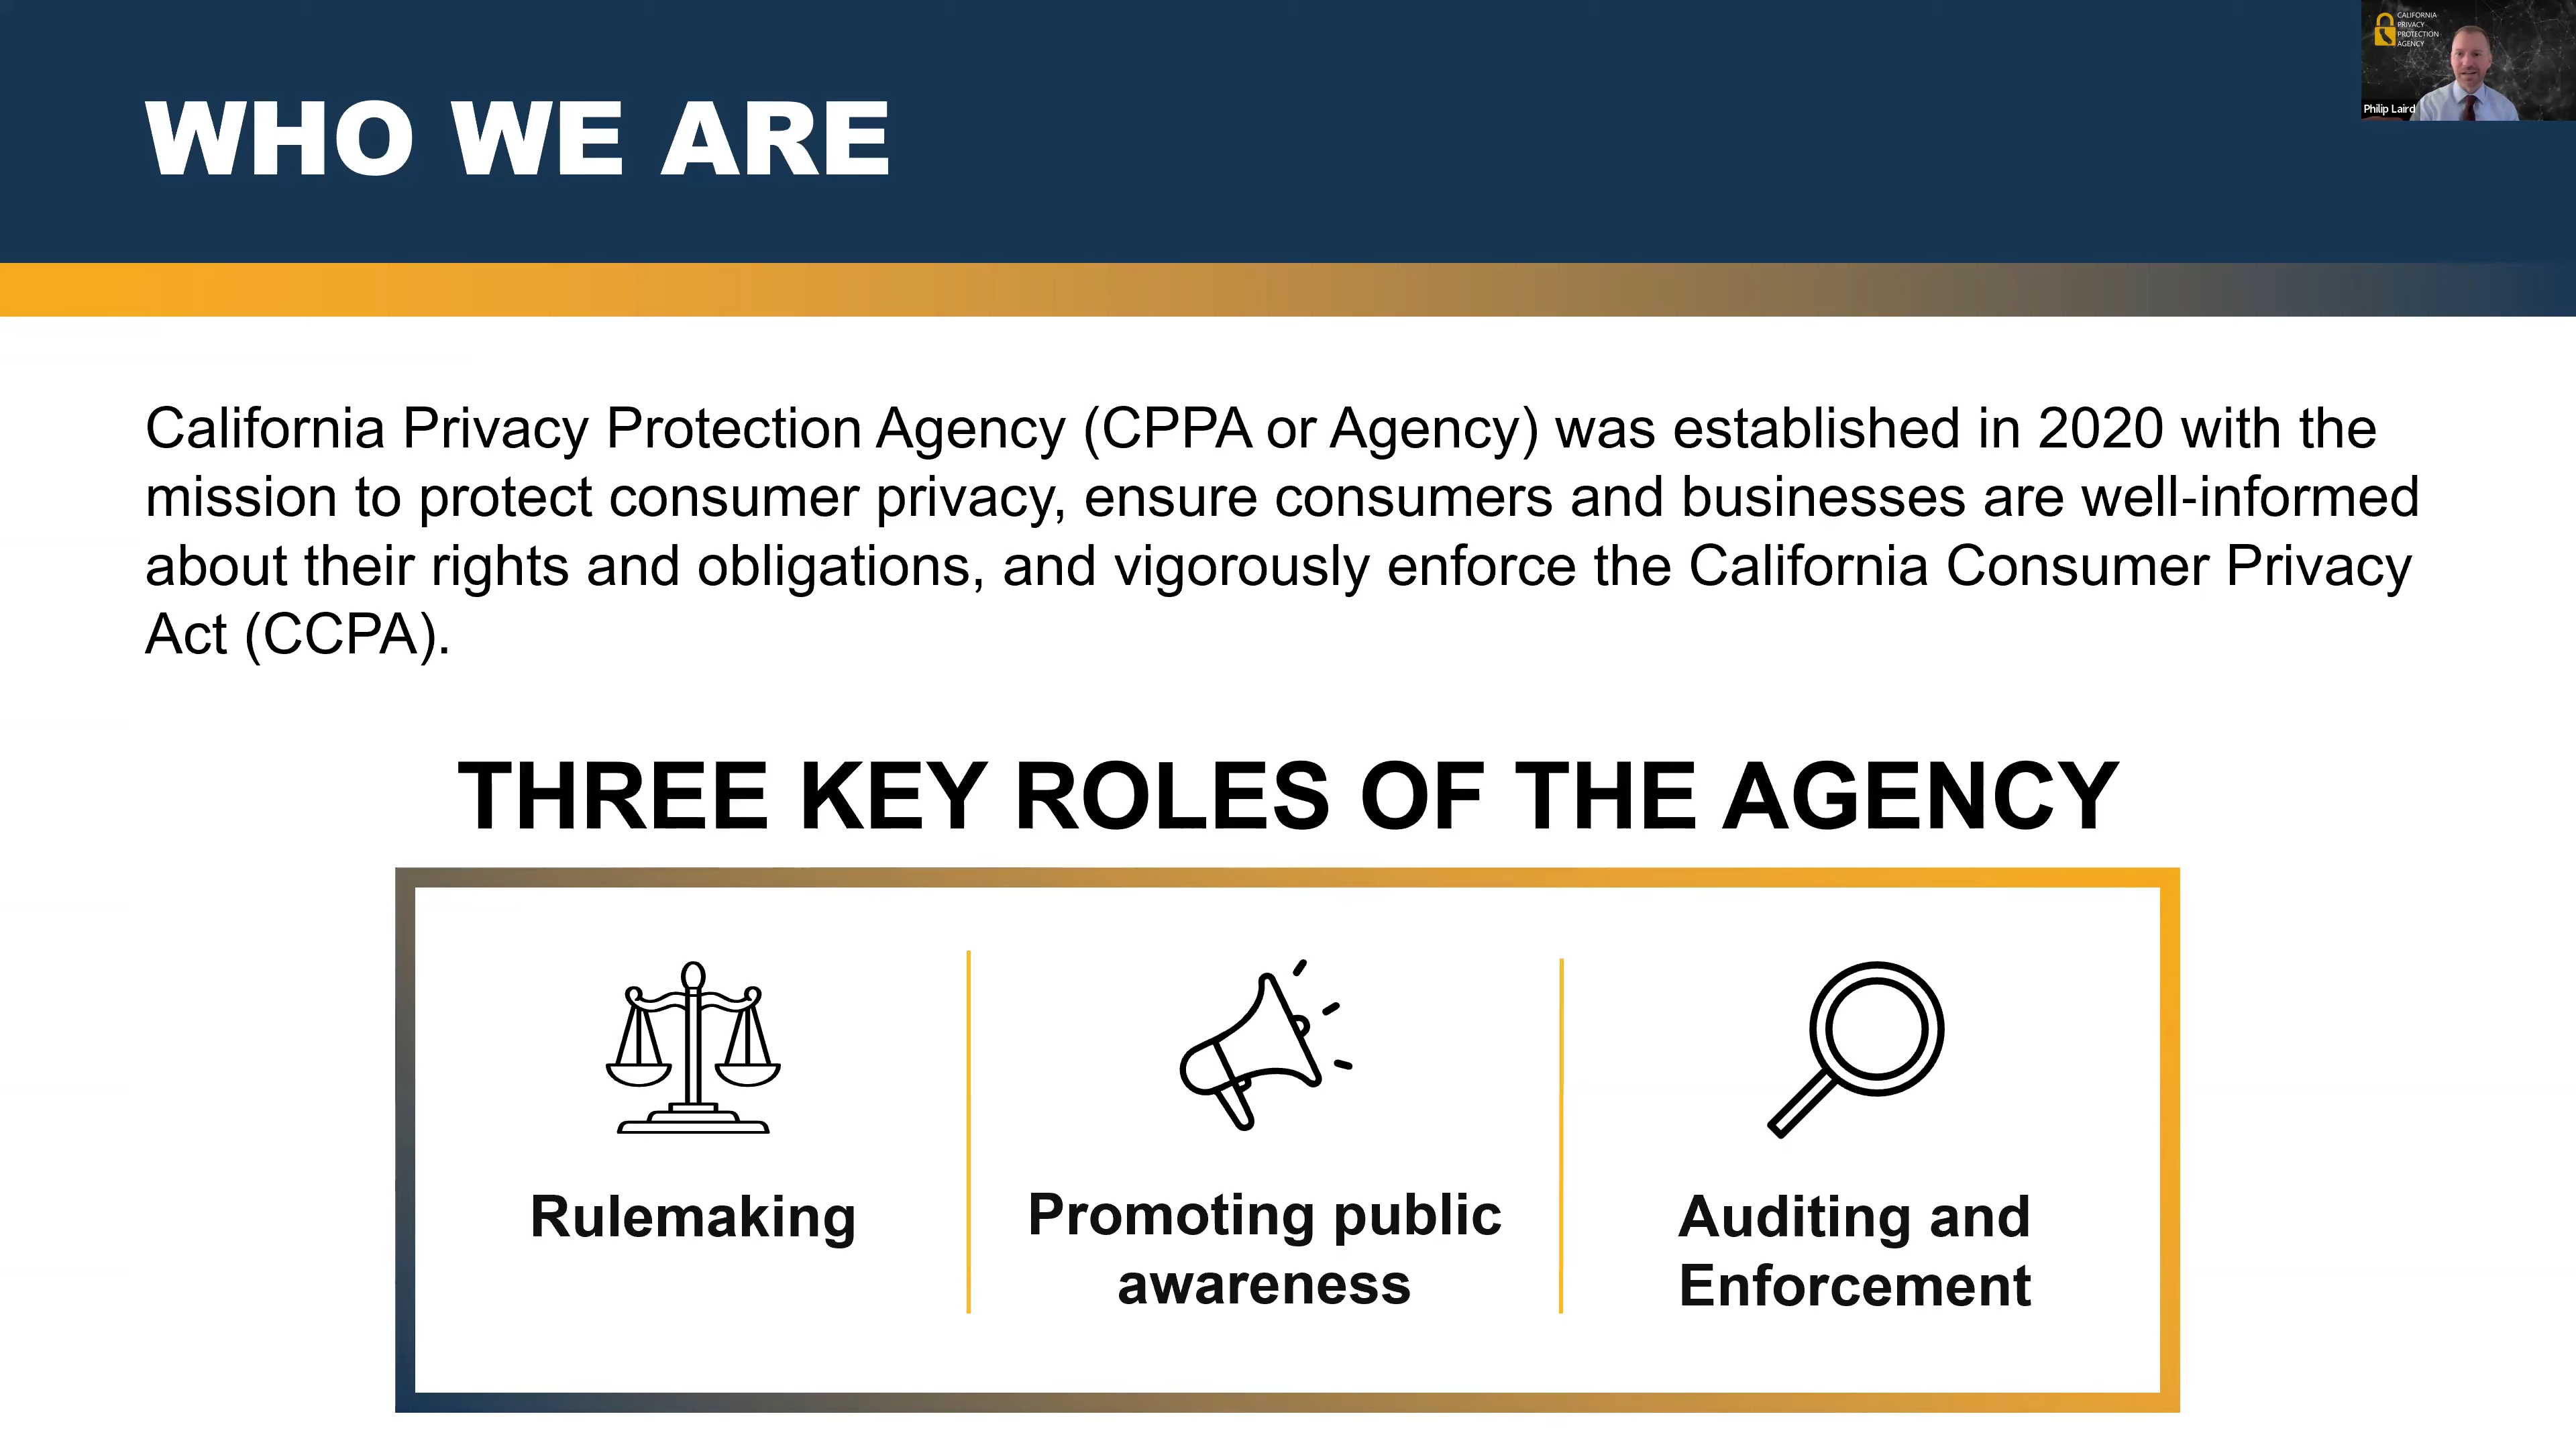 WHO WE ARE
CALIFORNIA
PRIVACY
PROTECTION
AGENCY
Philip Laird
California Privacy Protection Agency (CPPA or Agency) was established in 2020 with the
mission to protect consumer privacy, ensure consumers and businesses are well-informed
about their rights and obligations, and vigorously enforce the California Consumer Privacy
Act (CCPA).
THREE KEY ROLES OF THE AGENCY
Rulemaking
Promoting public
awareness
Auditing and
Enforcement